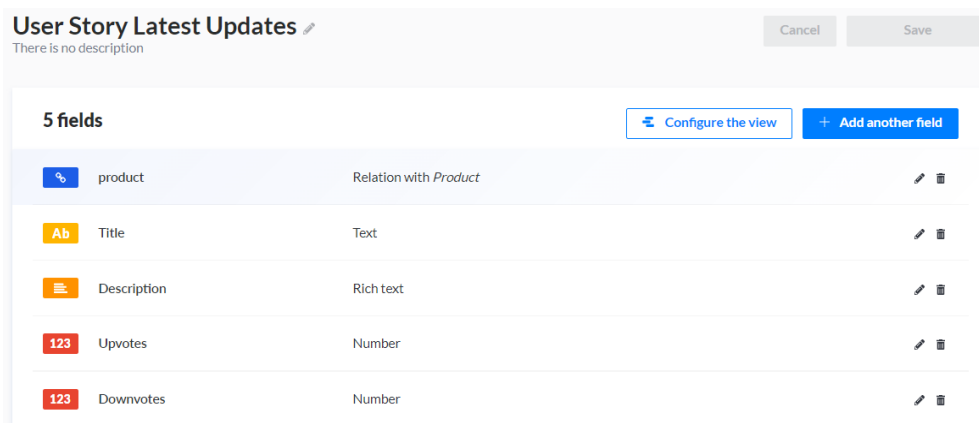 User Story Latest Updates
There is no description
Cancel
Save
5 fields
Configure the view
+ Add another field
product Relation with Product
Ab Title Text
Description Rich text
123 Upvotes Number
123 Downvotes Number